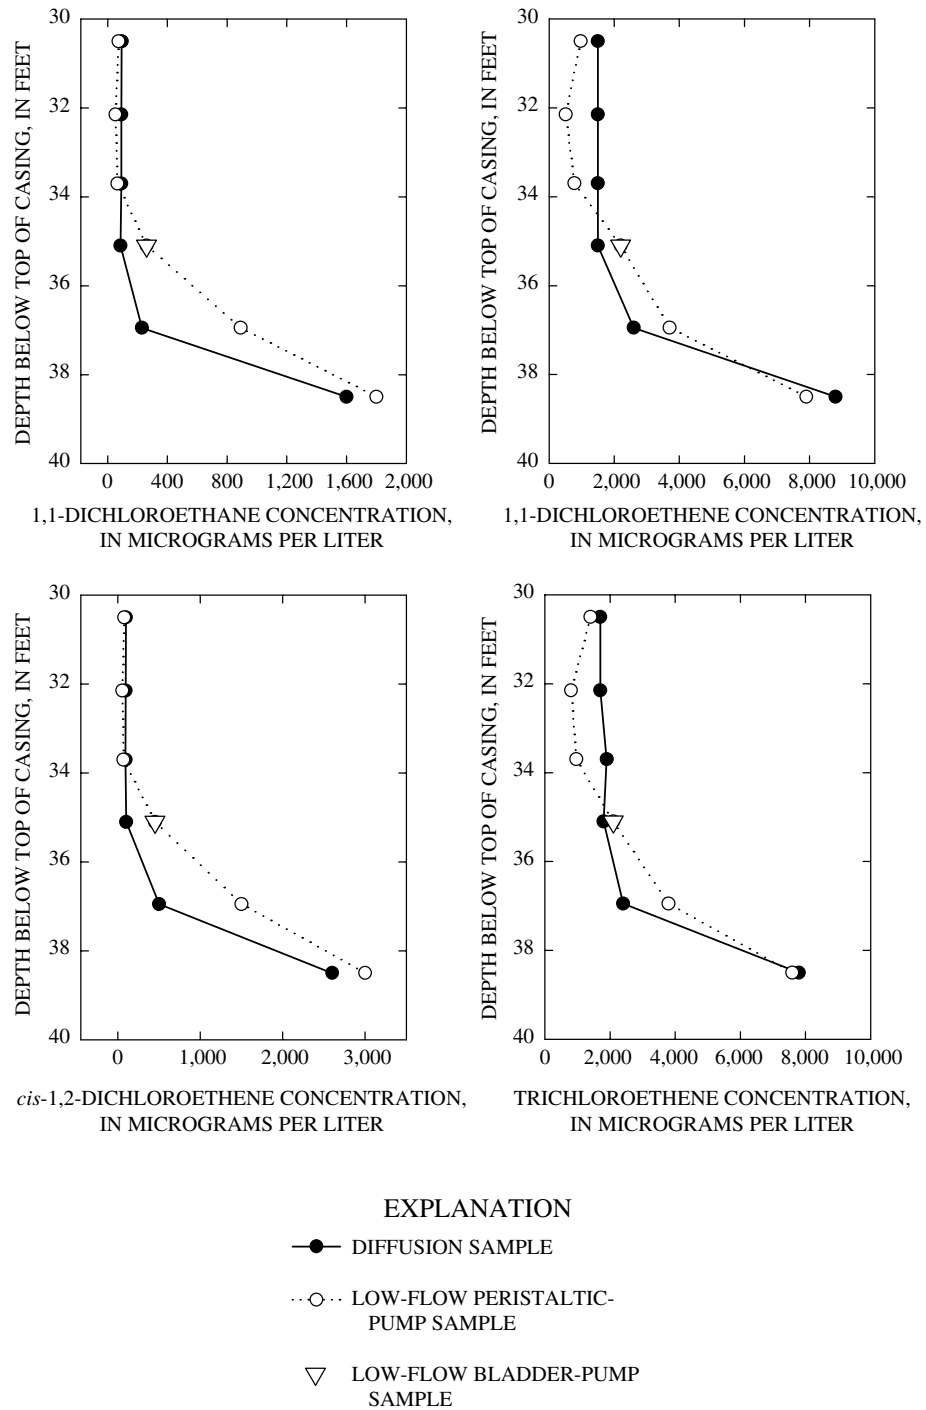 DEPTH BELOW TOP OF CASING, IN FEET
30
32
34
36
38
40
0 400 800 1,200 1,600 2,000
1,1-DICHLOROETHANE CONCENTRATION,
IN MICROGRAMS PER LITER
DEPTH BELOW TOP OF CASING, IN FEET
30
32
34
36
38
40
0 2,000 4,000 6,000 8,000 10,000
1,1-DICHLOROETHENE CONCENTRATION,
IN MICROGRAMS PER LITER
DEPTH BELOW TOP OF CASING, IN FEET
30
32
34
36
38
40
0 1,000 2,000 3,000
cis-1,2-DICHLOROETHENE CONCENTRATION,
IN MICROGRAMS PER LITER
DEPTH BELOW TOP OF CASING, IN FEET
30
32
34
36
38
40
0 2,000 4,000 6,000 8,000 10,000
TRICHLOROETHENE CONCENTRATION,
IN MICROGRAMS PER LITER
EXPLANATION
DIFFUSION SAMPLE
LOW-FLOW PERISTALTIC-
PUMP SAMPLE
LOW-FLOW BLADDER-PUMP
SAMPLE